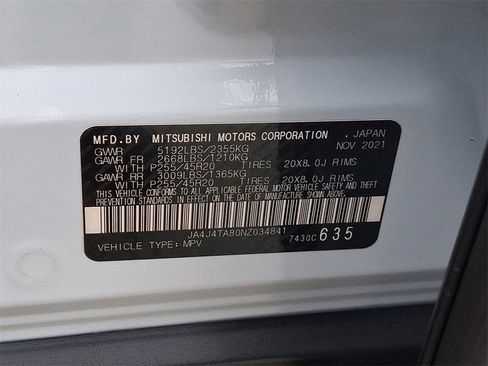 MFD.BY MITSUBISHI MOTORS CORPORATION . JAPAN
GVWR 5192LBS/2355KG NOV 2021
GAWR FR 2668LBS/1210KG
WITH P255/45R20 TIRES 20X8.0J RIMS
GAWR RR 3009LBS/1365KG
WITH P255/45R20 TIRES 20X8.0J RIMS
THIS VEHICLE CONFORMS TO ALL APPLICABLE FEDERAL MOTOR VEHICLE SAFETY, BUMPER AND THEFT
PREVENTION STANDARDS IN EFFECT ON THE DATE OF MANUFACTURE SHOWN ABOVE.
JA4J4TA80NZ034841
VEHICLE TYPE: MPV 7430C 635